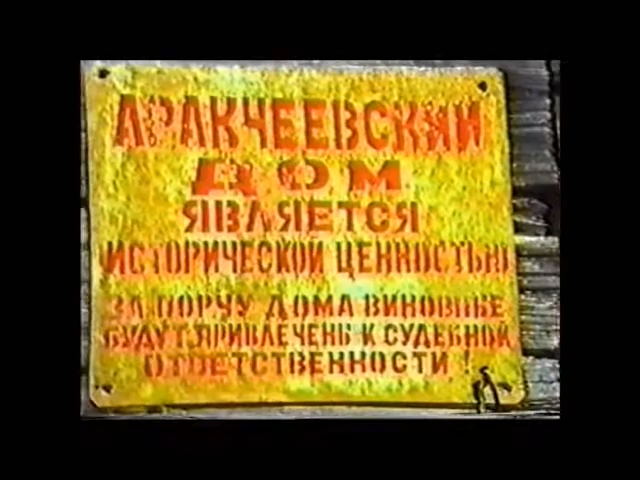 АРАКЧЕЕВСКИЙ
ДОМ
ЯВЛЯЕТСЯ
ИСТОРИЧЕСКОЙ ЦЕННОСТЬЮ
ЗА ПОРЧУ ДОМА ВИНОВНЫЕ
БУДУТ ПРИВЛЕЧЕНЫ К СУДЕБНОЙ
ОТВЕТСТВЕННОСТИ !